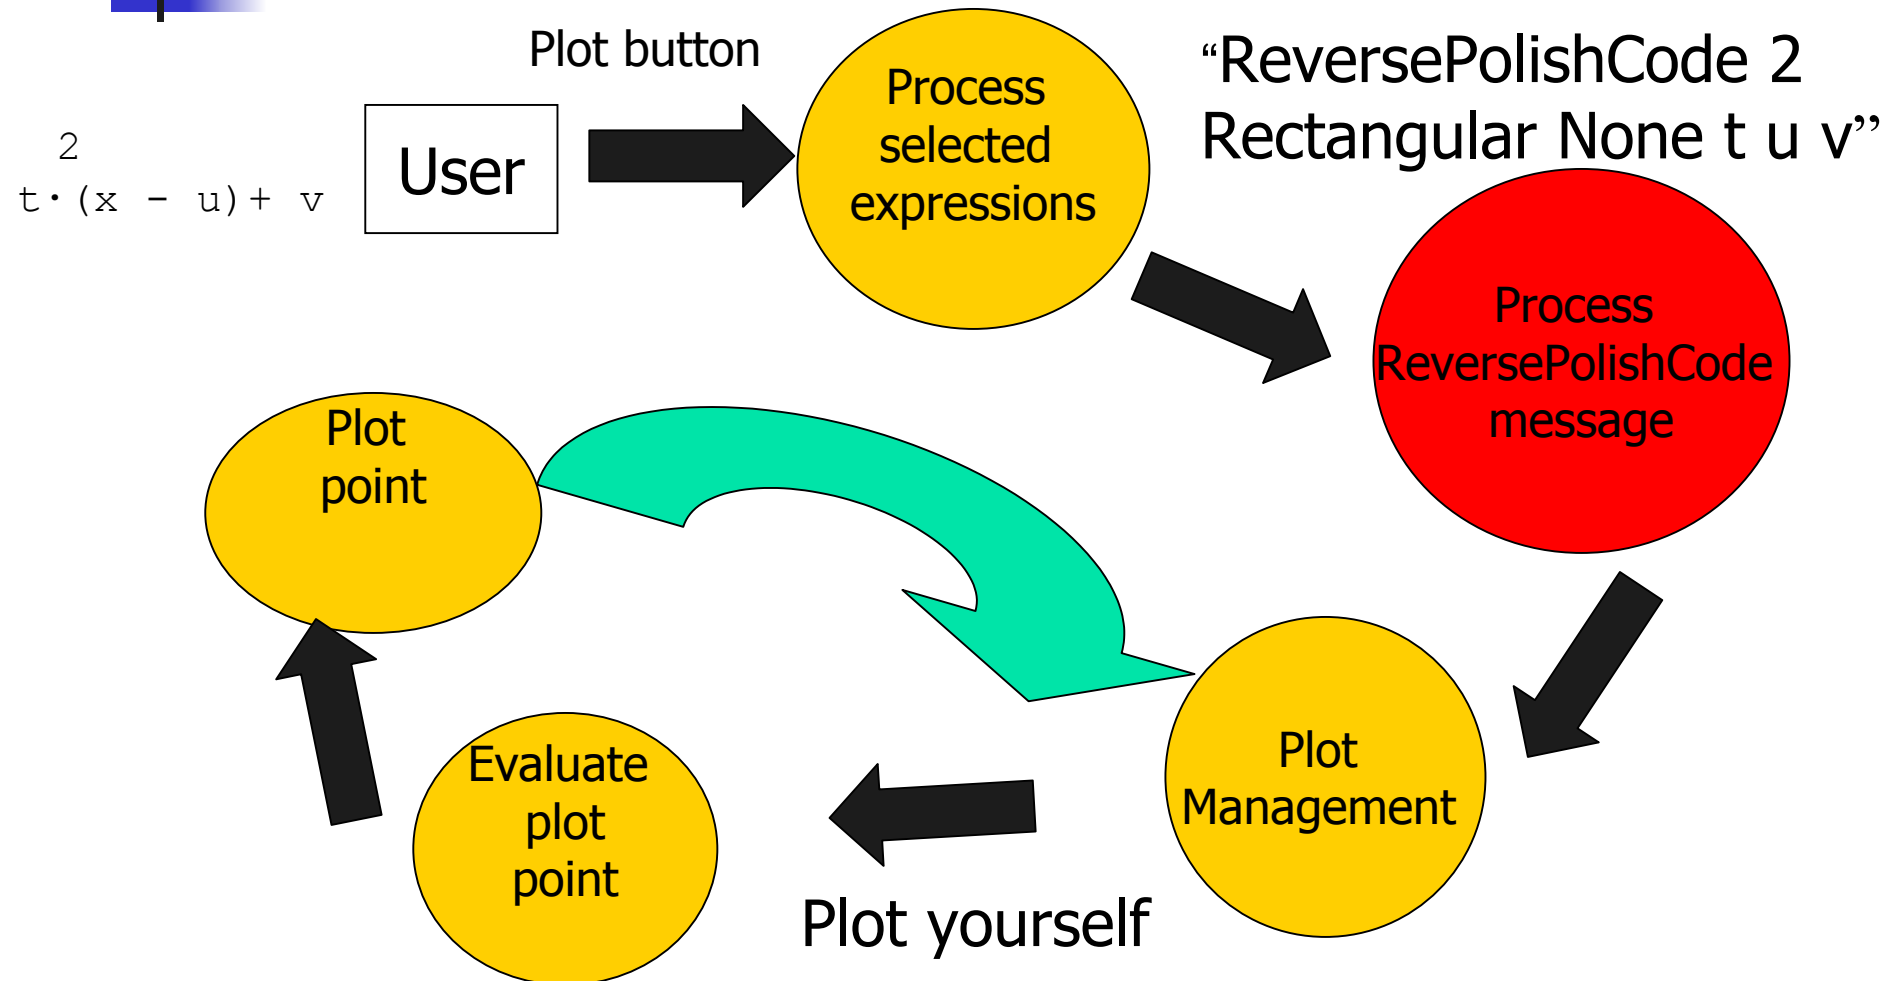 Plot button
“ReversePolishCode 2
Rectangular None t u v”
2
t·(x - u)+ v
User
Process
selected
expressions
Process
ReversePolishCode
message
Plot
point
Plot
Management
Evaluate
plot
point
Plot yourself